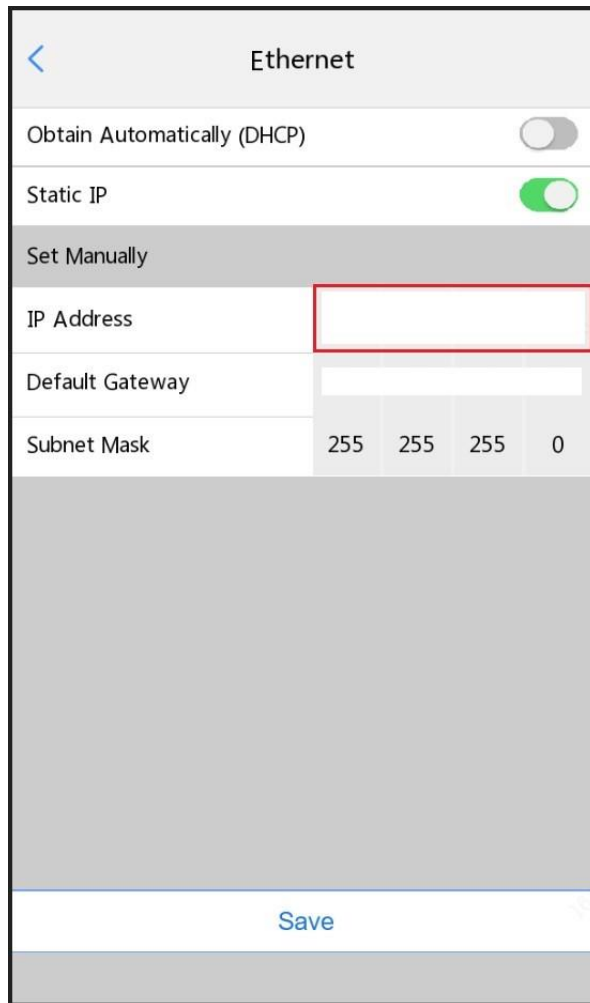 Ethernet
Obtain Automatically (DHCP)
Static IP
Set Manually
IP Address
Default Gateway
Subnet Mask 255 255 255 0
Save